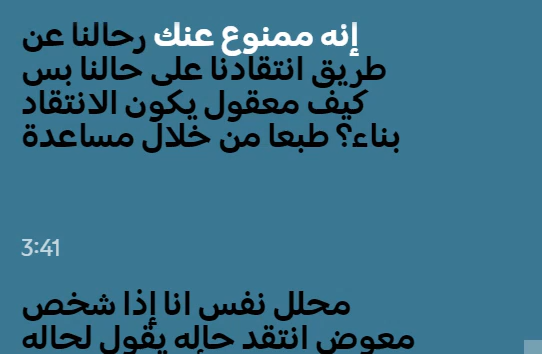 إنه ممنوع عنك رحالنا عن
طريق انتقادنا على حالنا بس
كيف معقول يكون الانتقاد
بناء؟ طبعا من خلال مساعدة
3:41
محلل نفس انا إذا شخص
معوض انتقد حاله يقول لحاله